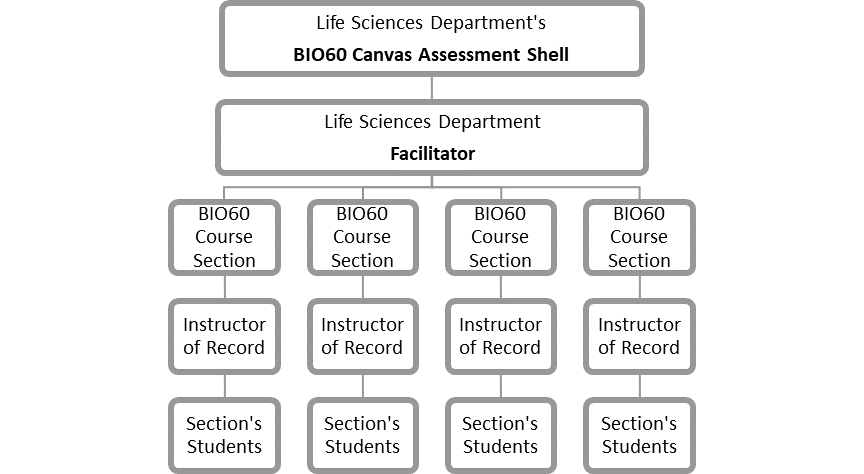 Life Sciences Department's
BIO60 Canvas Assessment Shell
Life Sciences Department
Facilitator
BIO60
Course
Section
BIO60
Course
Section
BIO60
Course
Section
BIO60
Course
Section
Instructor
of Record
Instructor
of Record
Instructor
of Record
Instructor
of Record
Section's
Students
Section's
Students
Section's
Students
Section's
Students